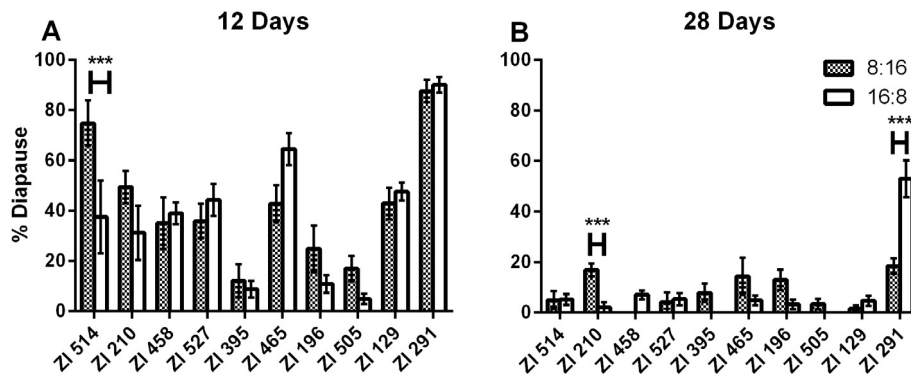 A
12 Days
B
28 Days
% Diapause
100
80
60
40
20
0
***
ZI 514
ZI 210
ZI 458
ZI 527
ZI 395
ZI 465
ZI 196
ZI 505
ZI 129
ZI 291
100
80
60
40
20
0
***
***
8:16
16:8
ZI 514
ZI 210
ZI 458
ZI 527
ZI 395
ZI 465
ZI 196
ZI 505
ZI 129
ZI 291